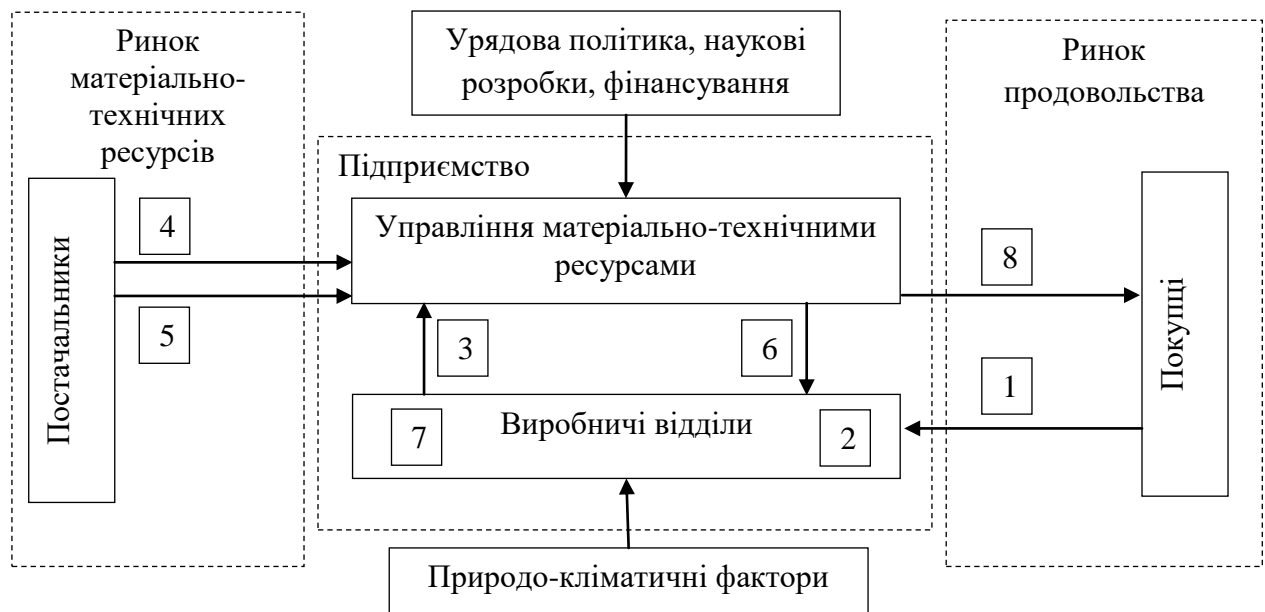 Ринок
матеріально-
технічних
ресурсів
Постачальники
4
5
Урядова політика, наукові
розробки, фінансування
Підприємство
Управління матеріально-технічними
ресурсами
3
6
7
Виробничі відділи
2
Природо-кліматичні фактори
Ринок
продовольства
8
1
Покупці